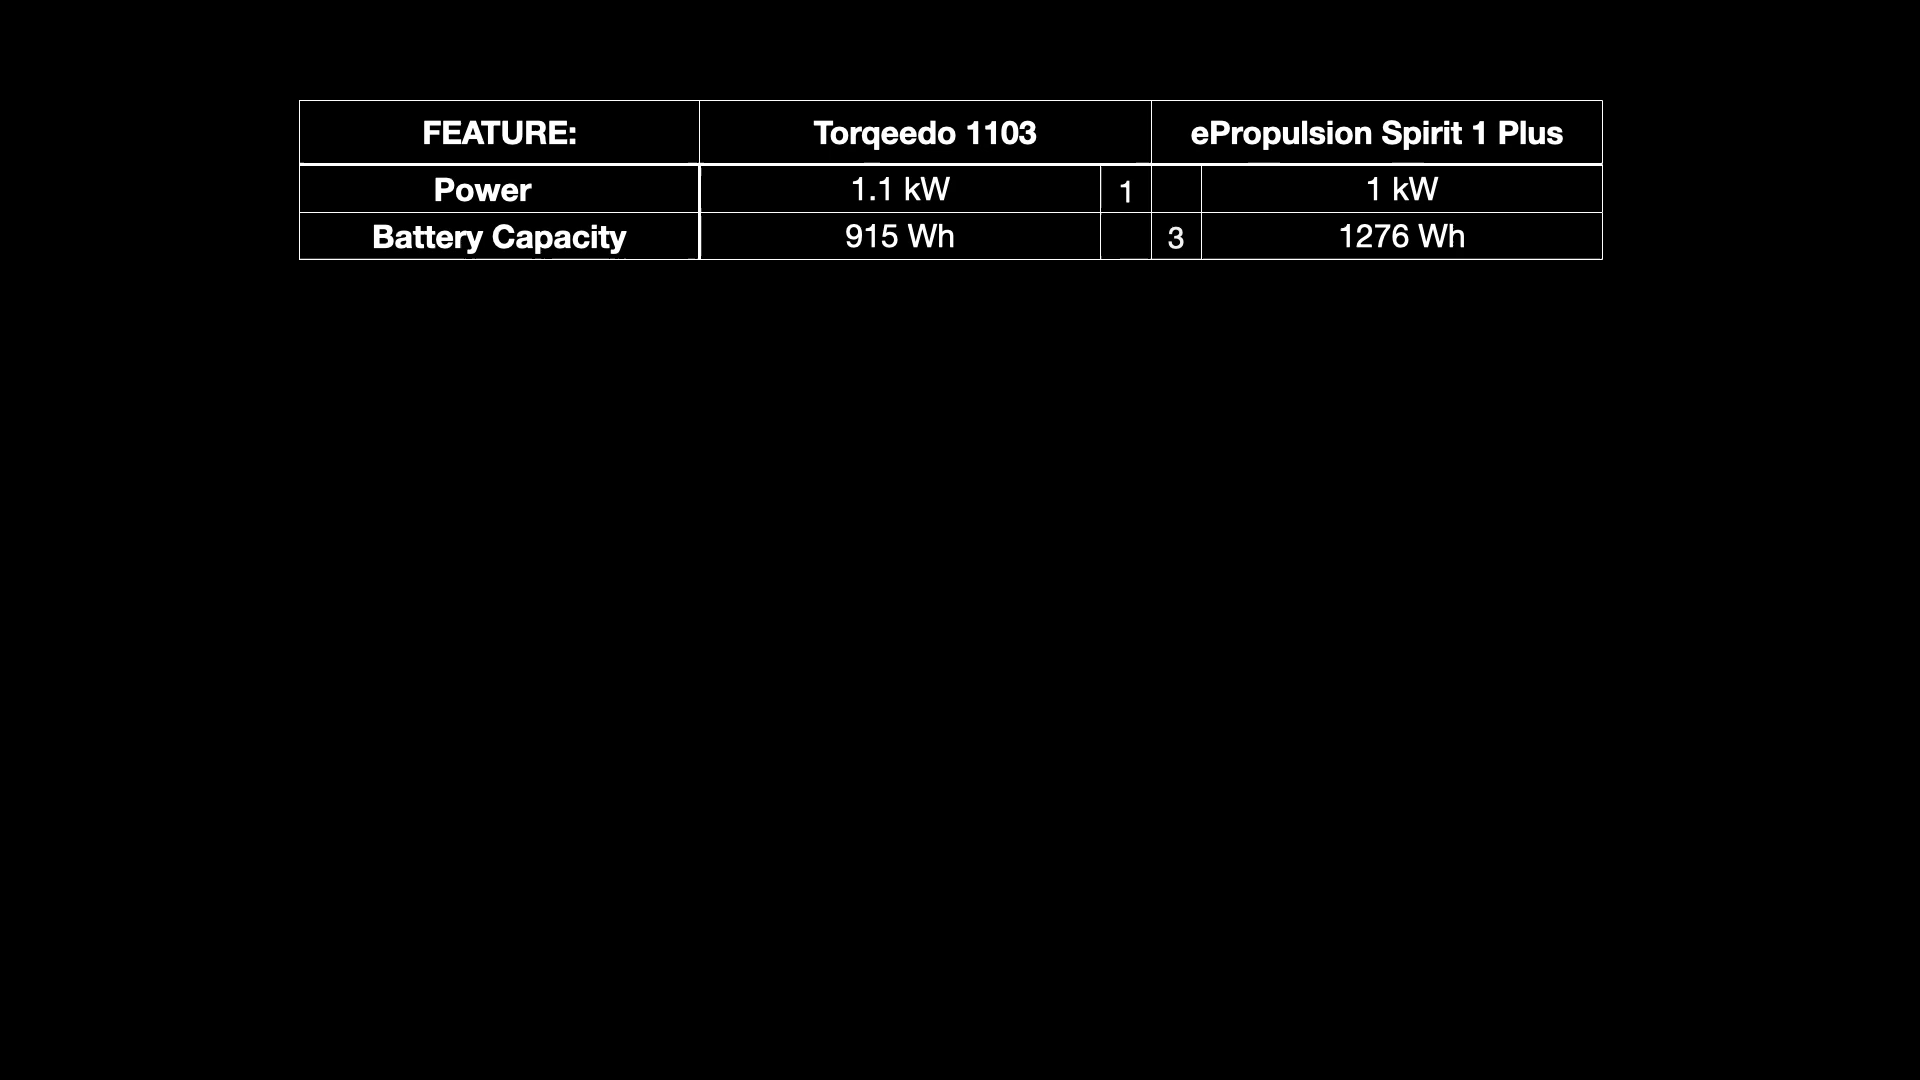 FEATURE: Torqeedo 1103 ePropulsion Spirit 1 Plus
Power 1.1 kW 1 1 kW
Battery Capacity 915 Wh 3 1276 Wh